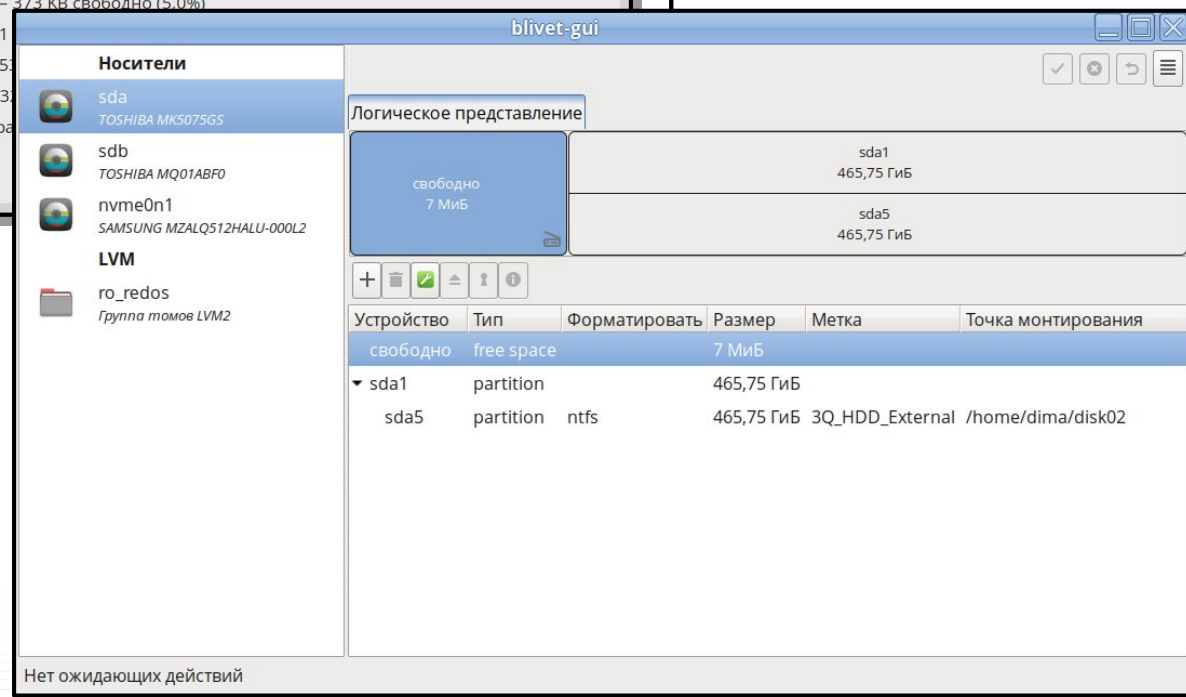 – 373 KB свободно (5,0%)
blivet-gui
Носители
sda
TOSHIBA MK5075GS
sdb
TOSHIBA MQ01ABF0
nvme0n1
SAMSUNG MZALQ512HALU-000L2
LVM
ro_redos
Группа томов LVM2
Логическое представление
свободно
7 МиБ
sda1
465,75 ГиБ
sda5
465,75 ГиБ
Устройство Тип Форматировать Размер Метка Точка монтирования
свободно free space 7 МиБ
sda1 partition 465,75 ГиБ
sda5 partition ntfs 465,75 ГиБ 3Q_HDD_External /home/dima/disk02
Нет ожидающих действий